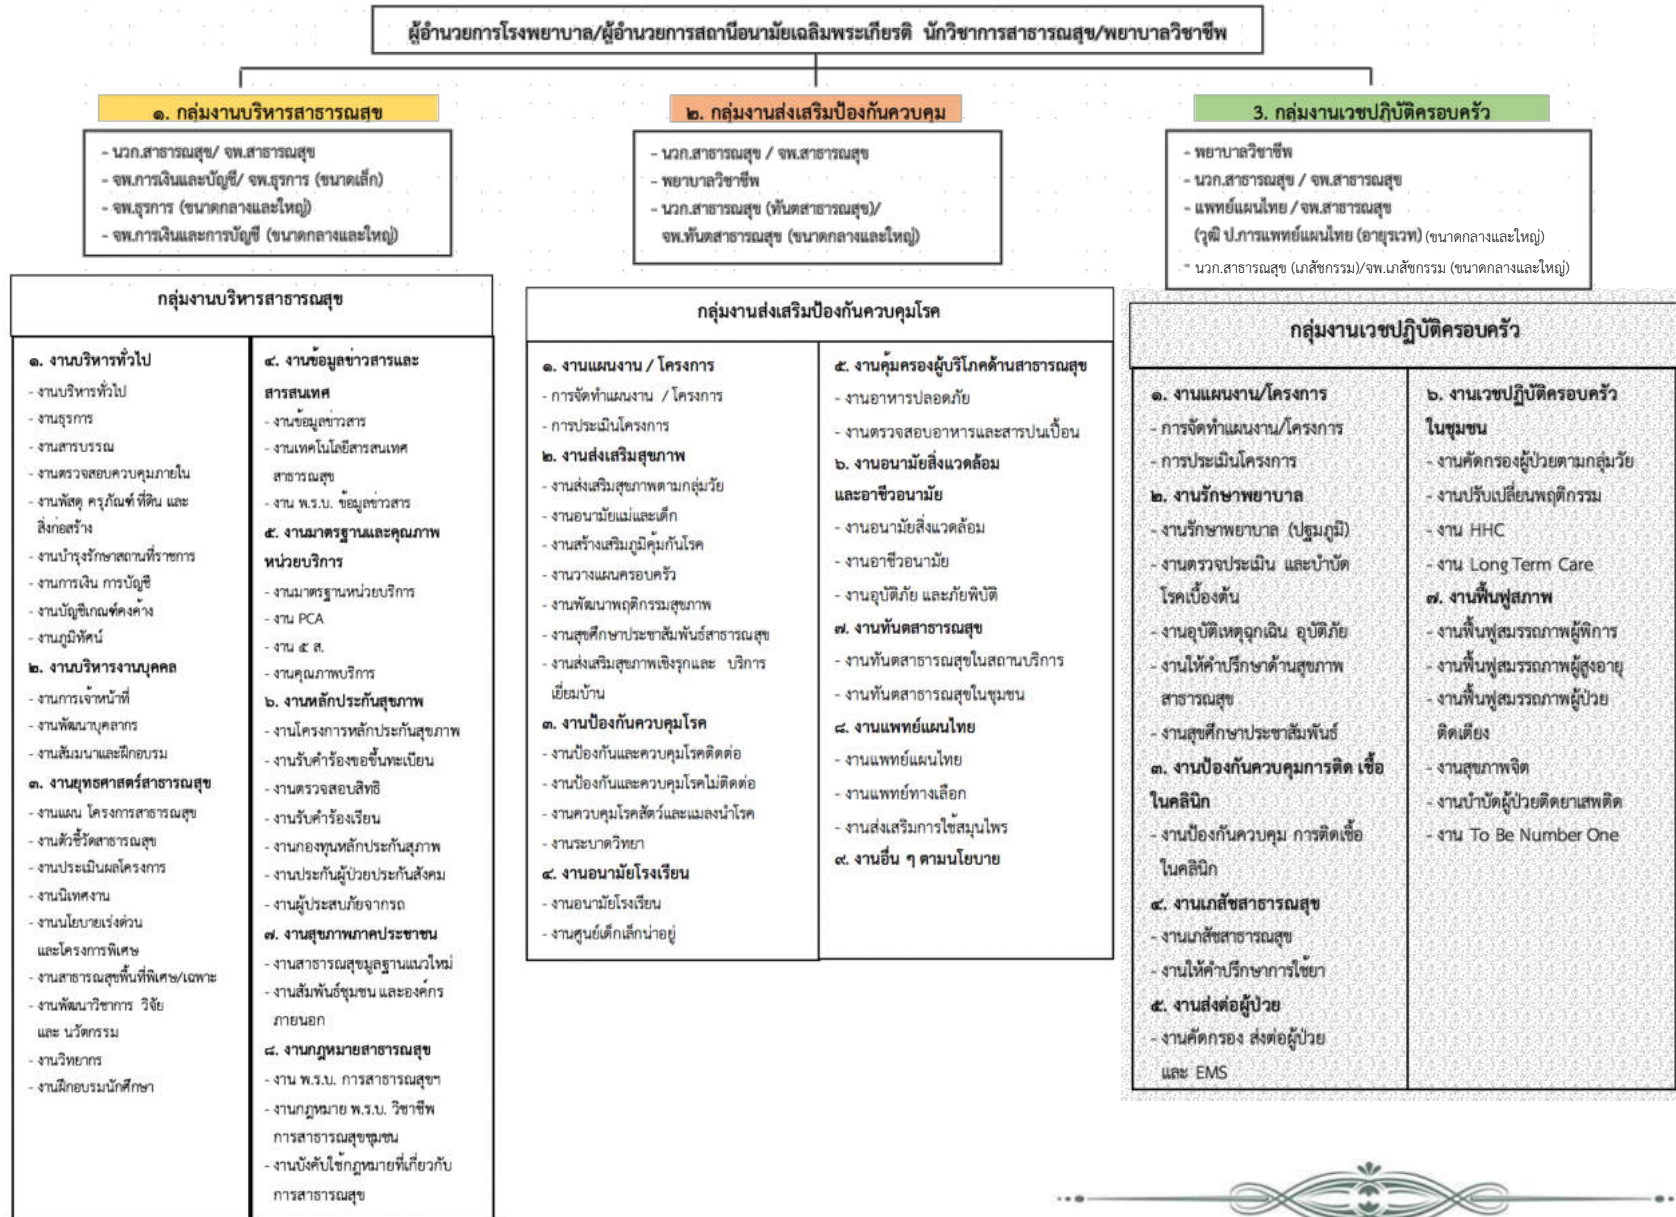 ผู้อำนวยการโรงพยาบาล/ผู้อำนวยการสถานีอนามัยเฉลิมพระเกียรติ นักวิชาการสาธารณสุข/พยาบาลวิชาชีพ
๑. กลุ่มงานบริหารสาธารณสุข
- นวก.สาธารณสุข/ จพ.สาธารณสุข
- จพ.การเงินและบัญชี/ จพ.ธุรการ (ขนาดเล็ก)
- จพ.ธุรการ (ขนาดกลางและใหญ่)
- จพ.การเงินและการบัญชี (ขนาดกลางและใหญ่)
๒. กลุ่มงานส่งเสริมป้องกันควบคุม
- นวก.สาธารณสุข / จพ.สาธารณสุข
- พยาบาลวิชาชีพ
- นวก.สาธารณสุข (ทันตสาธารณสุข)/
จพ.ทันตสาธารณสุข (ขนาดกลางและใหญ่)
3. กลุ่มงานเวชปฏิบัติครอบครัว
- พยาบาลวิชาชีพ
- นวก.สาธารณสุข / จพ.สาธารณสุข
- แพทย์แผนไทย / จพ.สาธารณสุข
(วุฒิ ป.การแพทย์แผนไทย (อายุรเวท) (ขนาดกลางและใหญ่)
- นวก.สาธารณสุข (เภสัชกรรม)/จพ.เภสัชกรรม (ขนาดกลางและใหญ่)
กลุ่มงานบริหารสาธารณสุข
๑. งานบริหารทั่วไป
- งานบริหารทั่วไป
- งานธุรการ
- งานสารบรรณ
- งานตรวจสอบควบคุมภายใน
- งานพัสดุ ครุภัณฑ์ ที่ดิน และ
สิ่งก่อสร้าง
- งานบำรุงรักษาสถานที่ราชการ
- งานการเงิน การบัญชี
- งานบัญชีเกณฑ์คงค้าง
- งานภูมิทัศน์
๒. งานบริหารงานบุคคล
- งานการเจ้าหน้าที่
- งานพัฒนาบุคลากร
- งานสัมมนาและฝึกอบรม
๓. งานยุทธศาสตร์สาธารณสุข
- งานแผน โครงการสาธารณสุข
- งานตัวชี้วัดสาธารณสุข
- งานประเมินผลโครงการ
- งานนิเทศงาน
- งานนโยบายเร่งด่วน
และโครงการพิเศษ
- งานสาธารณสุขพื้นที่พิเศษ/เฉพาะ
- งานพัฒนาวิชาการ วิจัย
และ นวัตกรรม
- งานวิทยากร
- งานฝึกอบรมนักศึกษา
๔. งานข้อมูลข่าวสารและ
สารสนเทศ
- งานข้อมูลข่าวสาร
- งานเทคโนโลยีสารสนเทศ
สาธารณสุข
- งาน พ.ร.บ. ข้อมูลข่าวสาร
๕. งานมาตรฐานและคุณภาพ
หน่วยบริการ
- งานมาตรฐานหน่วยบริการ
- งาน PCA
- งาน ๕ ส.
- งานคุณภาพบริการ
๖. งานหลักประกันสุขภาพ
- งานโครงการหลักประกันสุขภาพ
- งานรับคำร้องขอขึ้นทะเบียน
- งานตรวจสอบสิทธิ
- งานรับคำร้องเรียน
- งานกองทุนหลักประกันสุภาพ
- งานประกันผู้ป่วยประกันสังคม
- งานผู้ประสบภัยจากรถ
๗. งานสุขภาพภาคประชาชน
- งานสาธารณสุขมูลฐานแนวใหม่
- งานสัมพันธ์ชุมชน และองค์กร
ภายนอก
๘. งานกฎหมายสาธารณสุข
- งาน พ.ร.บ. การสาธารณสุขฯ
- งานกฎหมาย พ.ร.บ. วิชาชีพ
การสาธารณสุขชุมชน
- งานบังคับใช้กฎหมายที่เกี่ยวกับ
การสาธารณสุข
กลุ่มงานส่งเสริมป้องกันควบคุมโรค
๑. งานแผนงาน / โครงการ
- การจัดทำแผนงาน / โครงการ
- การประเมินโครงการ
๒. งานส่งเสริมสุขภาพ
- งานส่งเสริมสุขภาพตามกลุ่มวัย
- งานอนามัยแม่และเด็ก
- งานสร้างเสริมภูมิคุ้มกันโรค
- งานวางแผนครอบครัว
- งานพัฒนาพฤติกรรมสุขภาพ
- งานสุขศึกษาประชาสัมพันธ์สาธารณสุข
- งานส่งเสริมสุขภาพเชิงรุกและ บริการ
เยี่ยมบ้าน
๓. งานป้องกันควบคุมโรค
- งานป้องกันและควบคุมโรคติดต่อ
- งานป้องกันและควบคุมโรคไม่ติดต่อ
- งานควบคุมโรคสัตว์และแมลงนำโรค
- งานระบาดวิทยา
๔. งานอนามัยโรงเรียน
- งานอนามัยโรงเรียน
- งานศูนย์เด็กเล็กน่าอยู่
๕. งานคุ้มครองผู้บริโภคด้านสาธารณสุข
- งานอาหารปลอดภัย
- งานตรวจสอบอาหารและสารปนเปื้อน
๖. งานอนามัยสิ่งแวดล้อม
และอาชีวอนามัย
- งานอนามัยสิ่งแวดล้อม
- งานอาชีวอนามัย
- งานอุบัติภัย และภัยพิบัติ
๗. งานทันตสาธารณสุข
- งานทันตสาธารณสุขในสถานบริการ
- งานทันตสาธารณสุขในชุมชน
๘. งานแพทย์แผนไทย
- งานแพทย์แผนไทย
- งานแพทย์ทางเลือก
- งานส่งเสริมการใช้สมุนไพร
๙. งานอื่น ๆ ตามนโยบาย
กลุ่มงานเวชปฏิบัติครอบครัว
๑. งานแผนงาน/โครงการ
- การจัดทำแผนงาน/โครงการ
- การประเมินโครงการ
๒. งานรักษาพยาบาล
- งานรักษาพยาบาล (ปฐมภูมิ)
- งานตรวจประเมิน และบำบัด
โรคเบื้องต้น
- งานอุบัติเหตุฉุกเฉิน อุบัติภัย
- งานให้คำปรึกษาด้านสุขภาพ
สาธารณสุข
- งานสุขศึกษาประชาสัมพันธ์
๓. งานป้องกันควบคุมการติด เชื้อ
ในคลินิก
- งานป้องกันควบคุม การติดเชื้อ
ในคลินิก
๔. งานเภสัชสาธารณสุข
- งานเภสัชสาธารณสุข
- งานให้คำปรึกษาการใช้ยา
๕. งานส่งต่อผู้ป่วย
- งานคัดกรอง ส่งต่อผู้ป่วย
และ EMS
๖. งานเวชปฏิบัติครอบครัว
ในชุมชน
- งานคัดกรองผู้ป่วยตามกลุ่มวัย
- งานปรับเปลี่ยนพฤติกรรม
- งาน HHC
- งาน Long Term Care
๗. งานฟื้นฟูสภาพ
- งานฟื้นฟูสมรรถภาพผู้พิการ
- งานฟื้นฟูสมรรถภาพผู้สูงอายุ
- งานฟื้นฟูสมรรถภาพผู้ป่วย
ติดเตียง
- งานสุขภาพจิต
- งานบำบัดผู้ป่วยติดยาเสพติด
- งาน To Be Number One